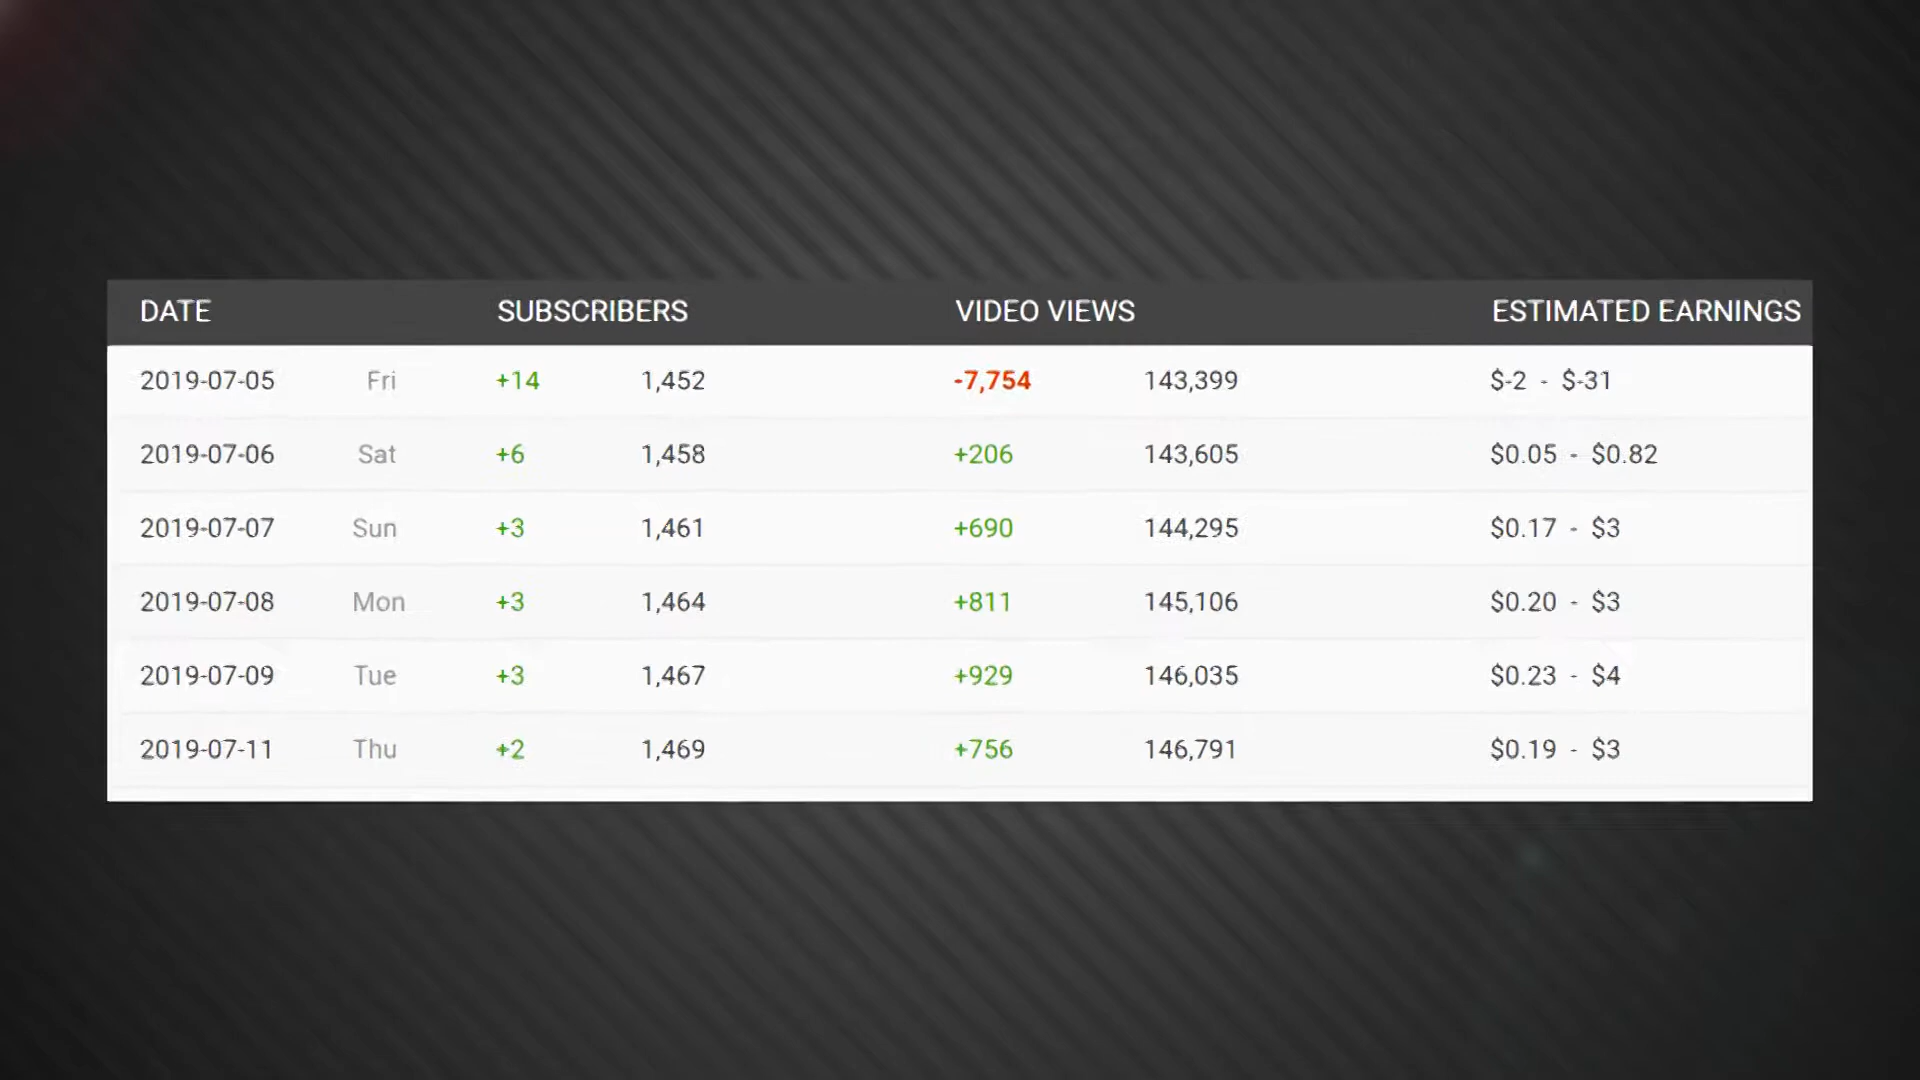 DATE SUBSCRIBERS VIDEO VIEWS ESTIMATED EARNINGS
2019-07-05 Fri +14 1,452 -7,754 143,399 $-2 - $-31
2019-07-06 Sat +6 1,458 +206 143,605 $0.05 - $0.82
2019-07-07 Sun +3 1,461 +690 144,295 $0.17 - $3
2019-07-08 Mon +3 1,464 +811 145,106 $0.20 - $3
2019-07-09 Tue +3 1,467 +929 146,035 $0.23 - $4
2019-07-11 Thu +2 1,469 +756 146,791 $0.19 - $3